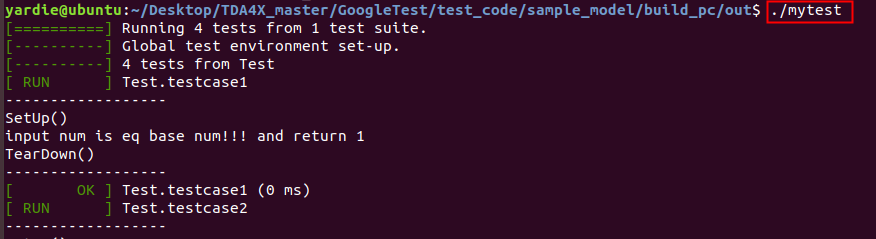 yardie@ubuntu:~/Desktop/TDA4X_master/GoogleTest/test_code/sample_model/build_pc/out$ ./mytest
[==========] Running 4 tests from 1 test suite.
[----------] Global test environment set-up.
[----------] 4 tests from Test
[ RUN      ] Test.testcase1
------------------
SetUp()
input num is eq base num!!! and return 1
TearDown()
------------------
[       OK ] Test.testcase1 (0 ms)
[ RUN      ] Test.testcase2
------------------